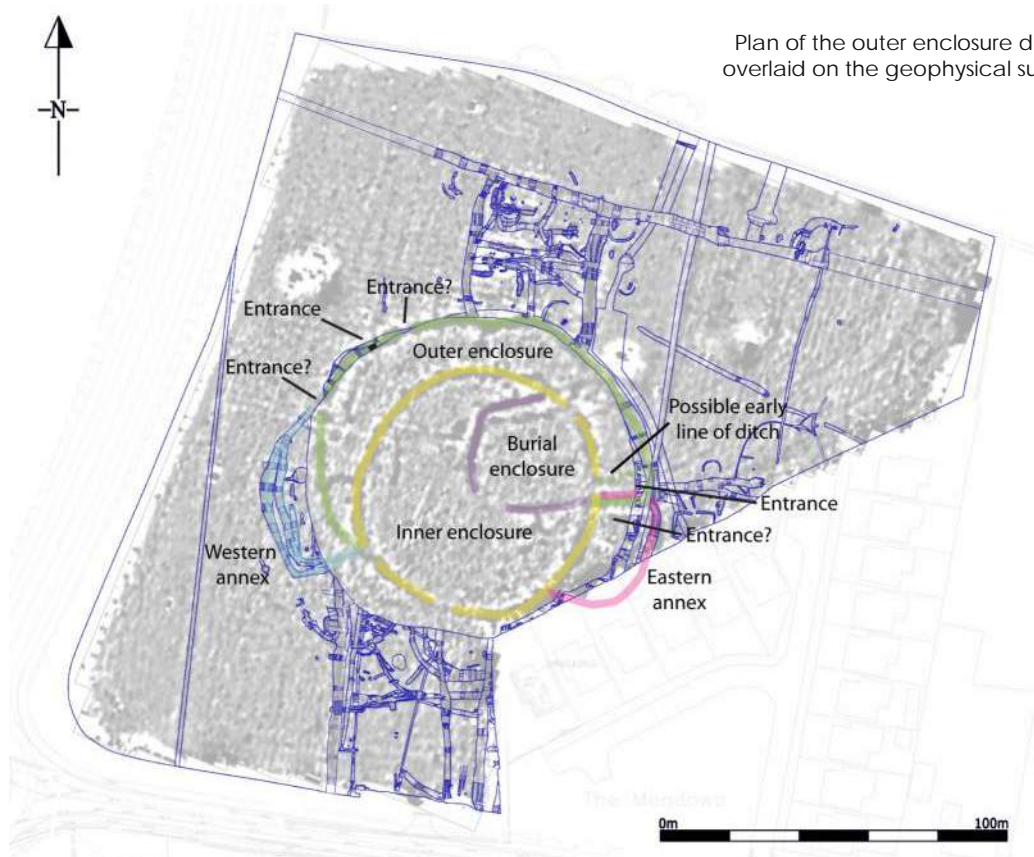 Plan of the outer enclosure d
overlaid on the geophysical su
N
Entrance?
Entrance
Outer enclosure
Entrance?
Possible early
line of ditch
Burial
enclosure
Entrance
Inner enclosure
Entrance?
Western
annex
Eastern
annex
The Meadows
0m
100m